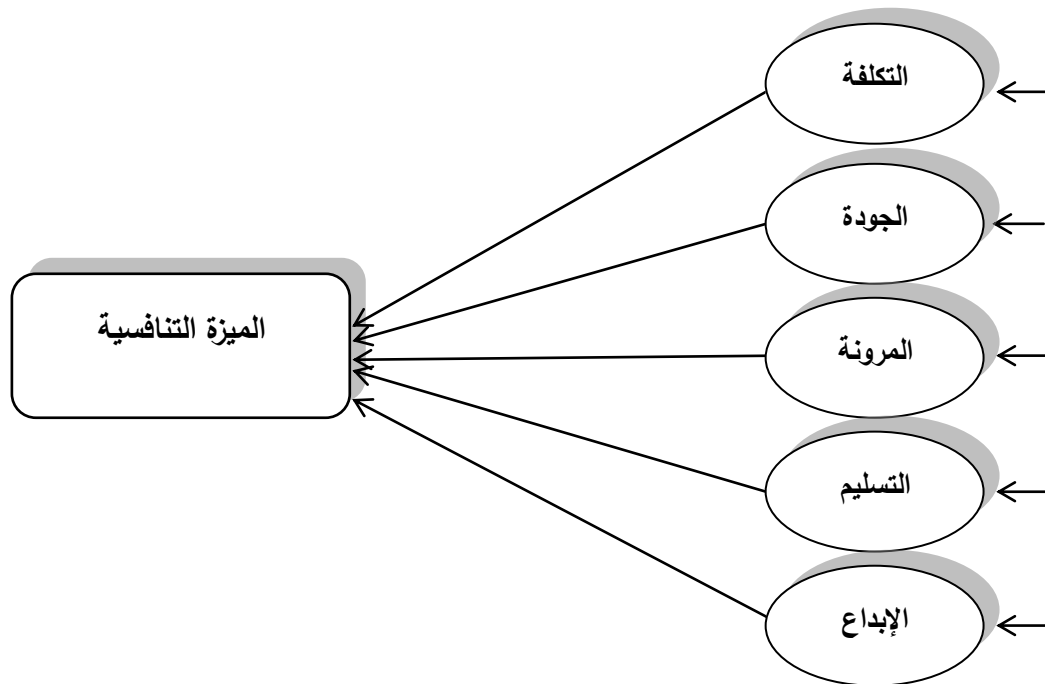 التكلفة
الجودة
الميزة التنافسية
المرونة
التسليم
الإبداع